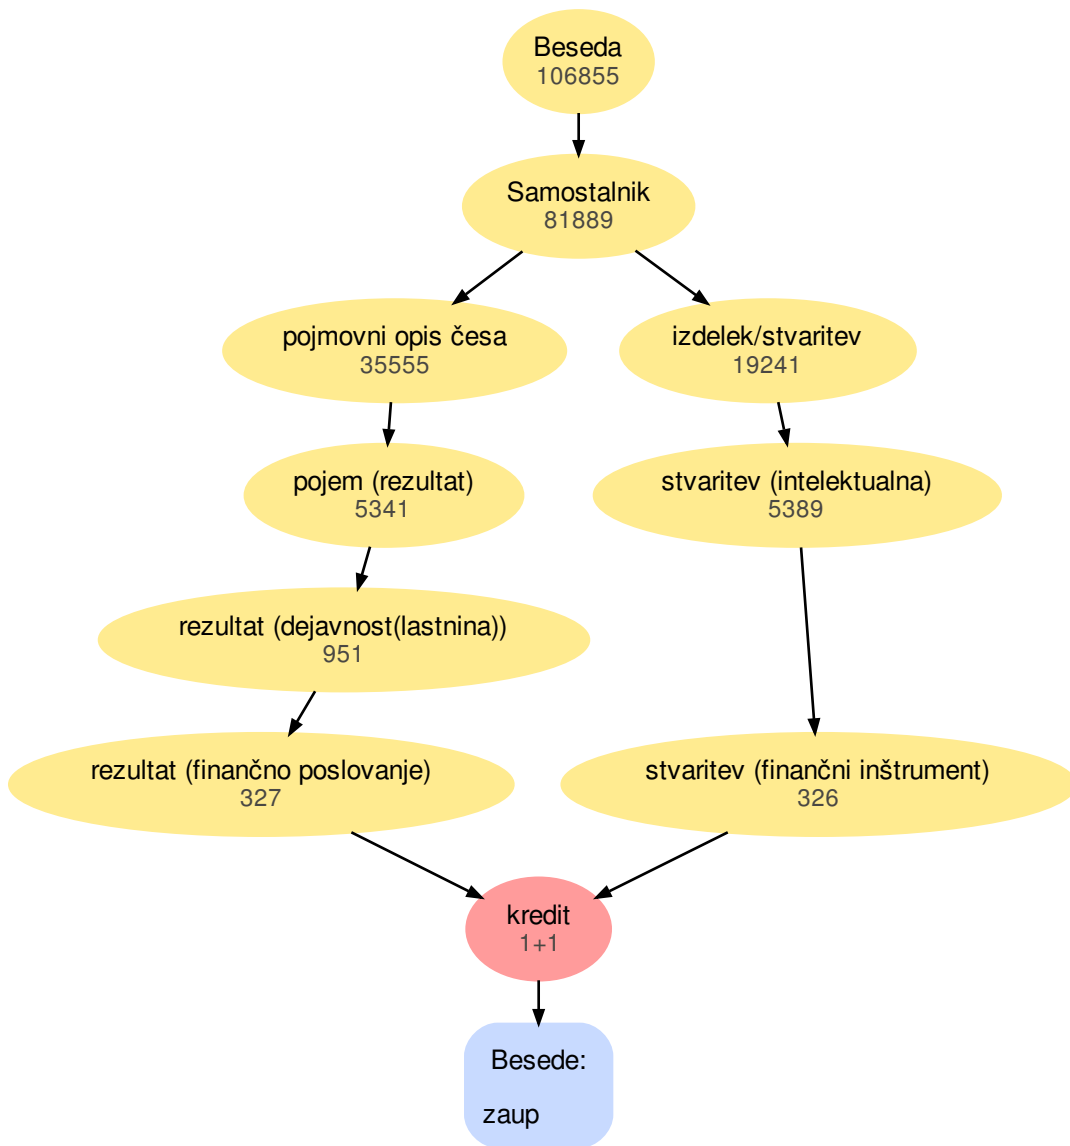 Beseda
106855
Samostalnik
81889
pojmovni opis česa
35555
izdelek/stvaritev
19241
pojem (rezultat)
5341
stvaritev (intelektualna)
5389
rezultat (dejavnost(lastnina))
951
rezultat (finančno poslovanje)
327
stvaritev (finančni inštrument)
326
kredit
1+1
Besede:
zaup